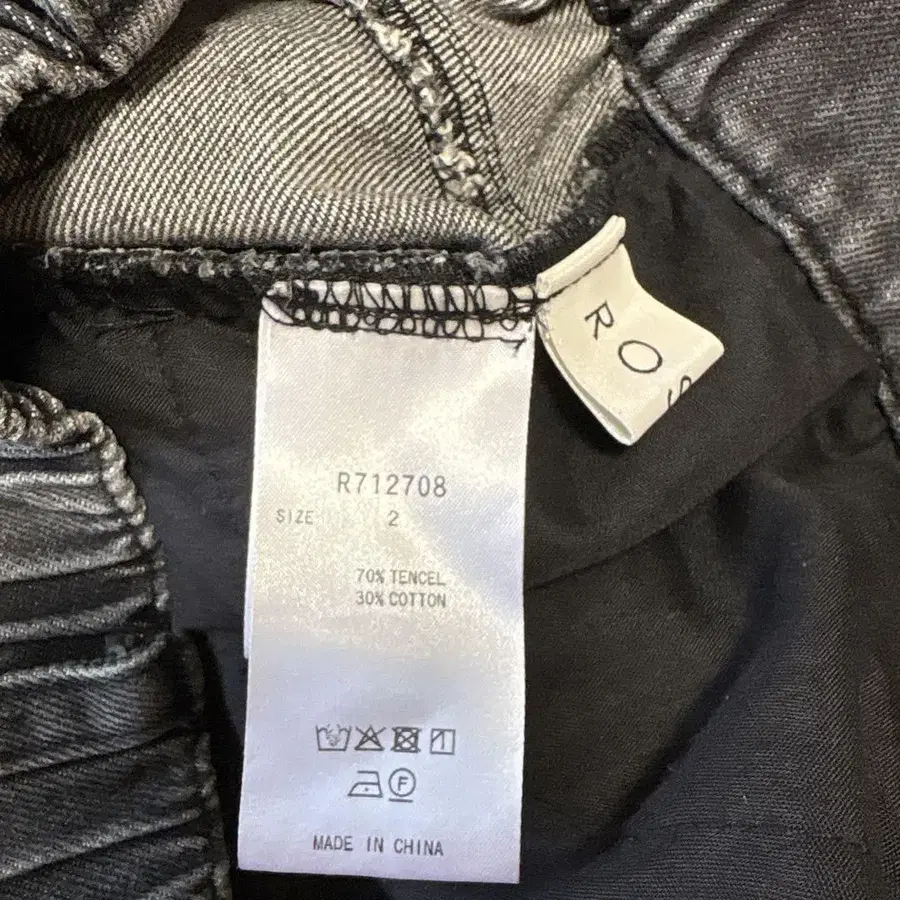 ROS
R712708
SIZE 2
70% TENCEL
30% COTTON
F
MADE IN CHINA